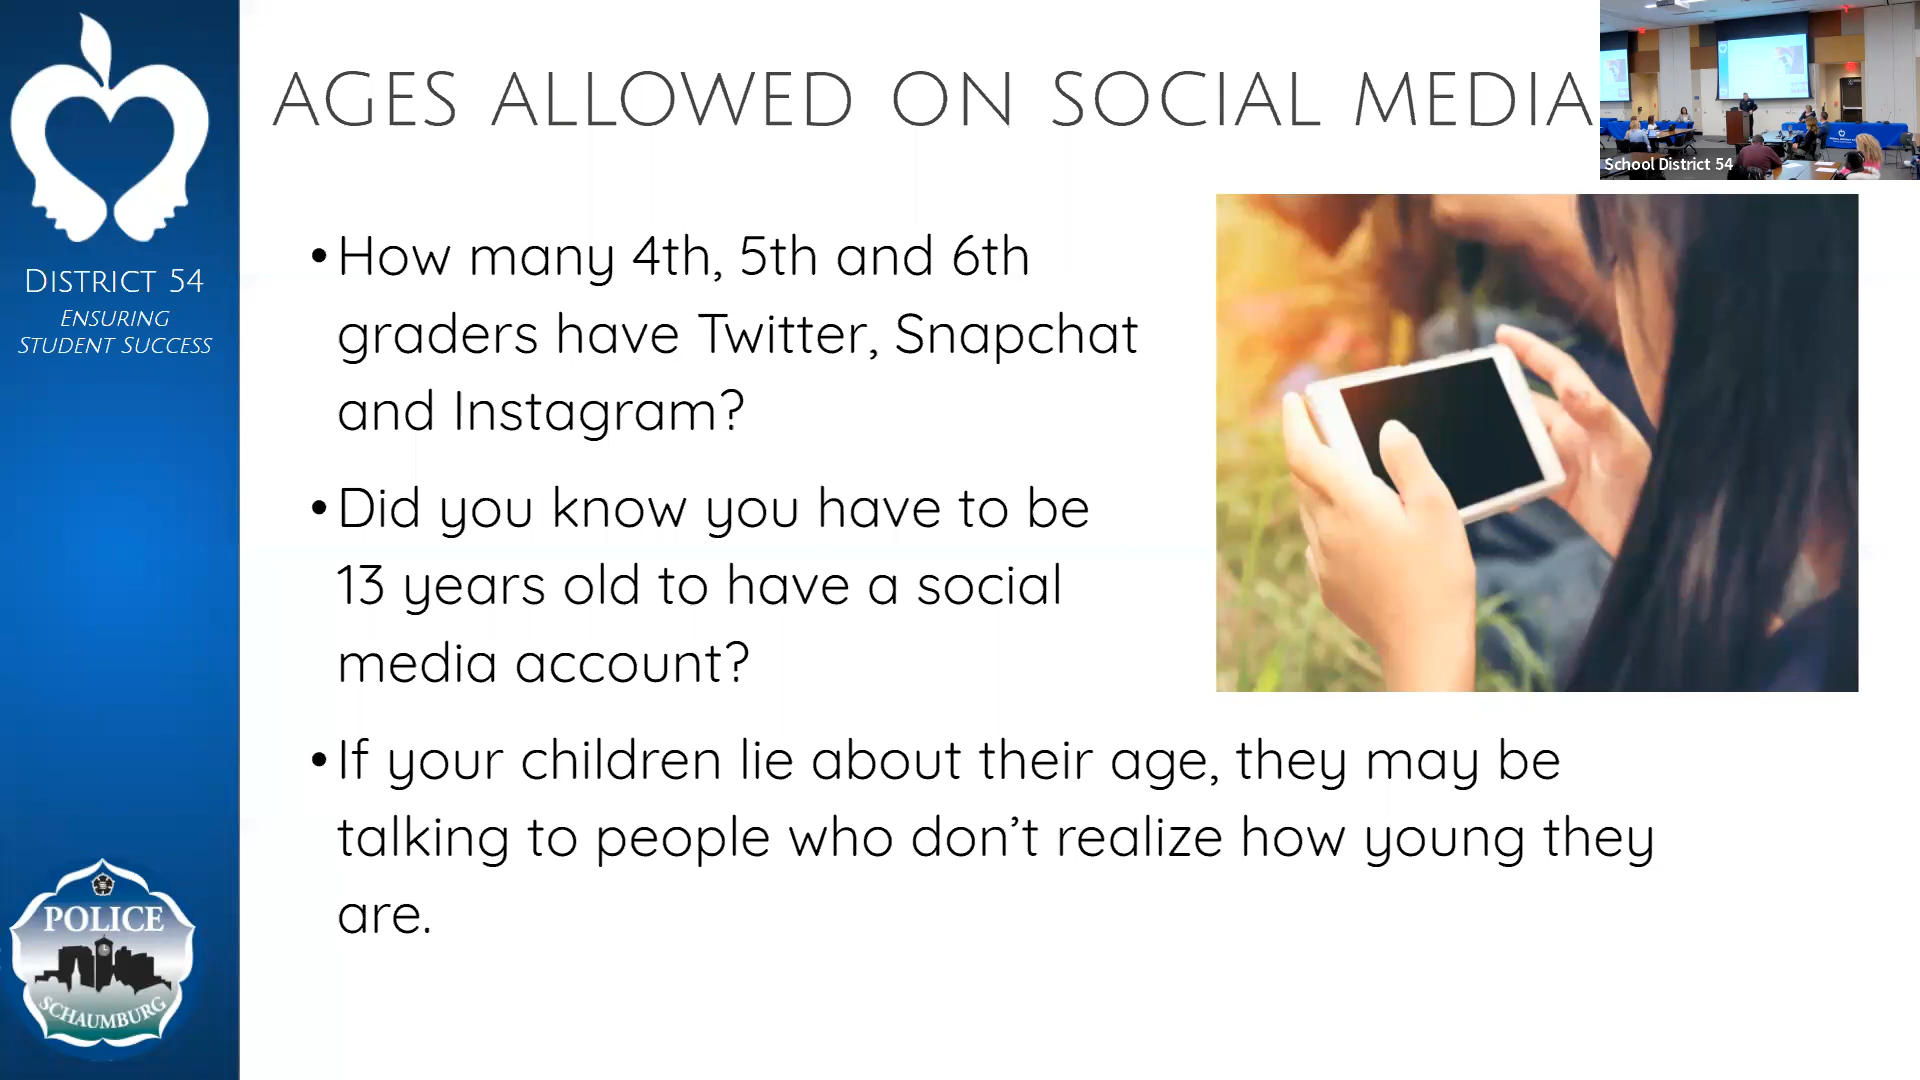 AGES ALLOWED ON SOCIAL MEDIA
School District 54
DISTRICT 54
ENSURING
STUDENT SUCCESS
•How many 4th, 5th and 6th
graders have Twitter, Snapchat
and Instagram?
•Did you know you have to be
13 years old to have a social
media account?
•If your children lie about their age, they may be
talking to people who don’t realize how young they
are.
POLICE
SCHAUMBURG